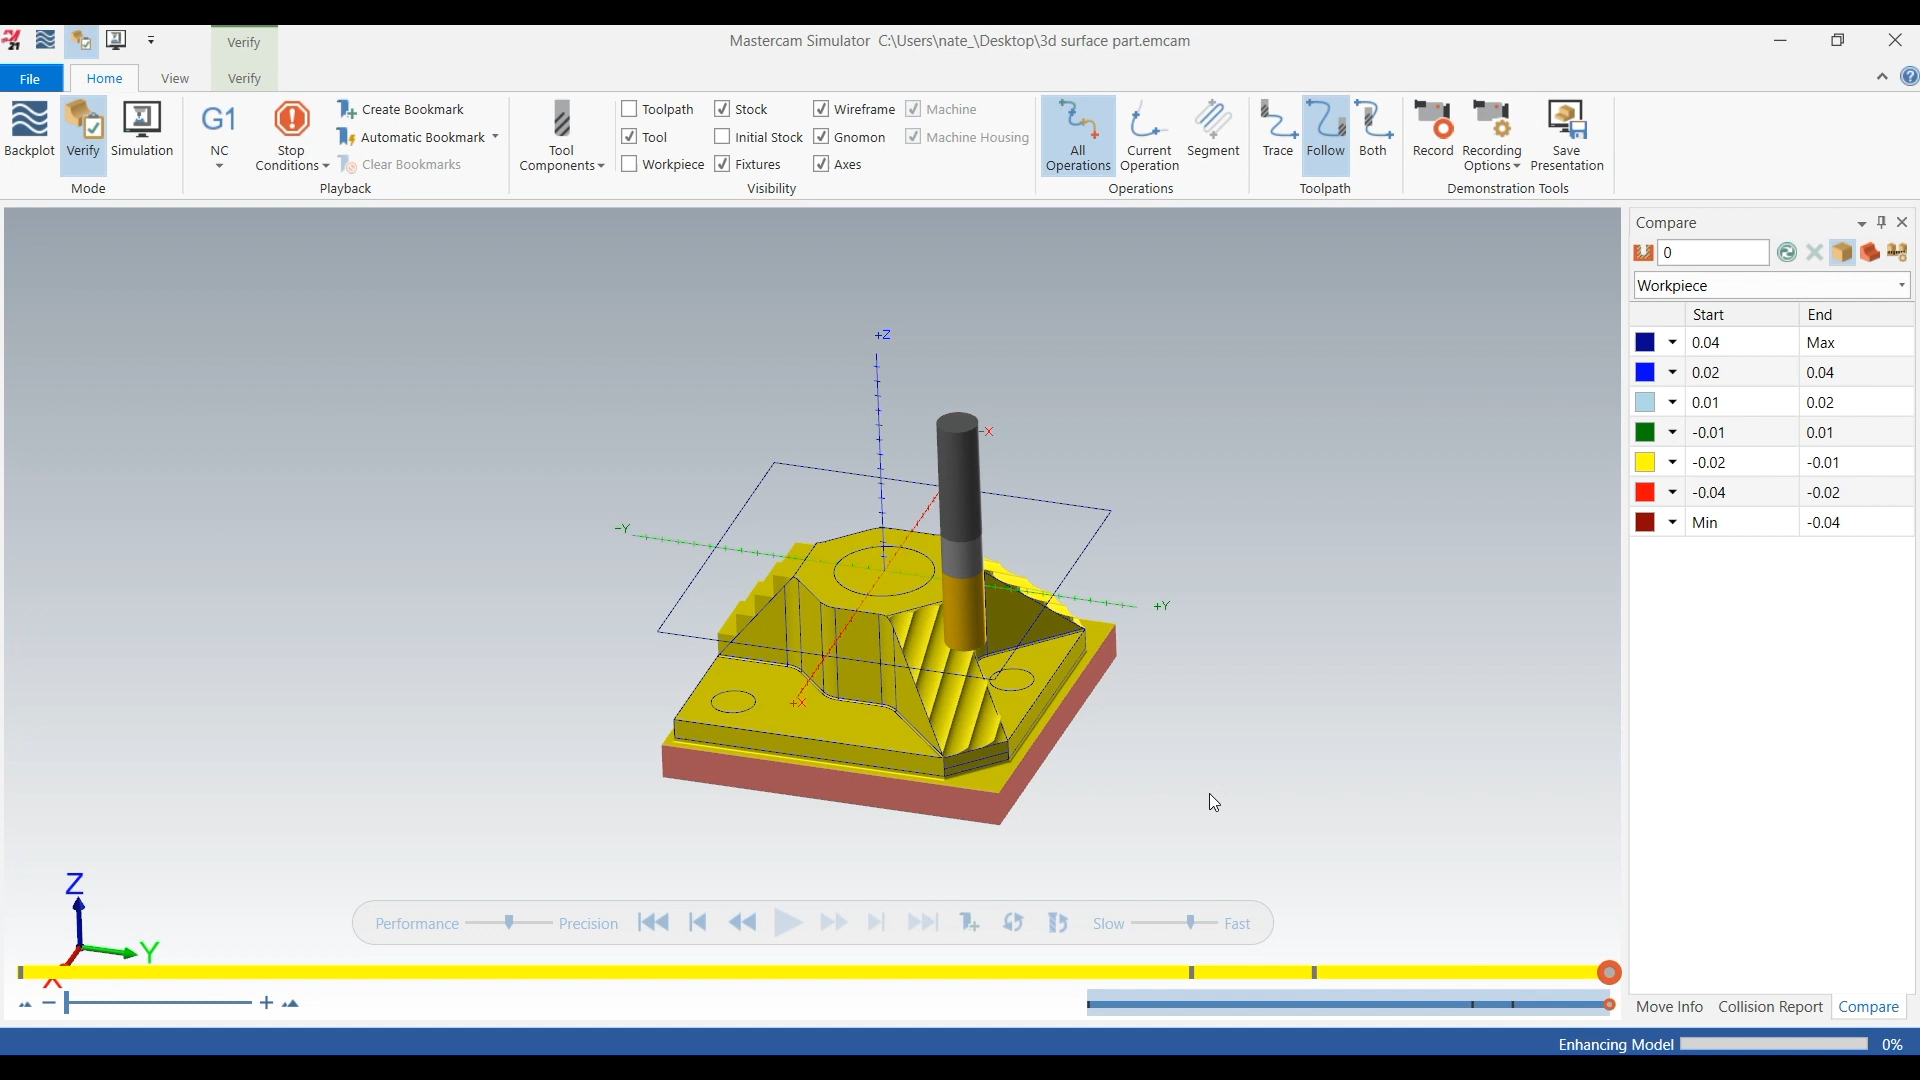 21
Verify
Mastercam Simulator C:\Users\nate_\Desktop\3d surface part.emcam
File
Home
View
Verify
Backplot
Verify
Simulation
Mode
G1
NC
Stop Conditions
Create Bookmark
Automatic Bookmark
Clear Bookmarks
Playback
Tool Components
Toolpath
Tool
Workpiece
Stock
Initial Stock
Fixtures
Wireframe
Gnomon
Axes
Machine
Machine Housing
Visibility
All Operations
Current Operation
Segment
Operations
Trace
Follow
Both
Toolpath
Record
Recording Options
Save Presentation
Demonstration Tools
Compare
0
Workpiece
Start End
0.04 Max
0.02 0.04
0.01 0.02
-0.01 0.01
-0.02 -0.01
-0.04 -0.02
Min -0.04
+Z
-X
-Y
+Y
+X
Z
Y
X
Performance
Precision
Slow
Fast
Move Info
Collision Report
Compare
Enhancing Model
0%